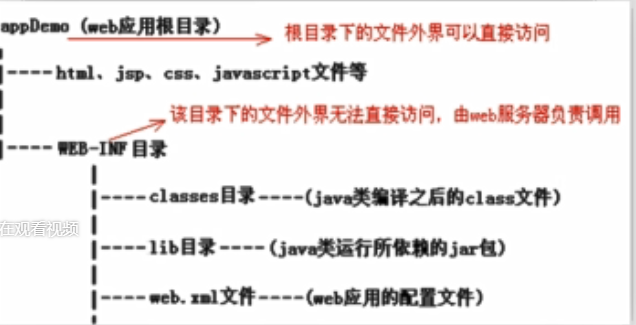 appDemo (web应用根目录)
根目录下的文件外界可以直接访问
----html、jsp、css、javascript文件等
该目录下的文件外界无法直接访问,由web服务器负责调用
----WEB-INF目录
----classes目录----(java类编译之后的class文件)
在观看视频
----lib目录----(java类运行所依赖的jar包)
----web.xml文件----(web应用的配置文件)